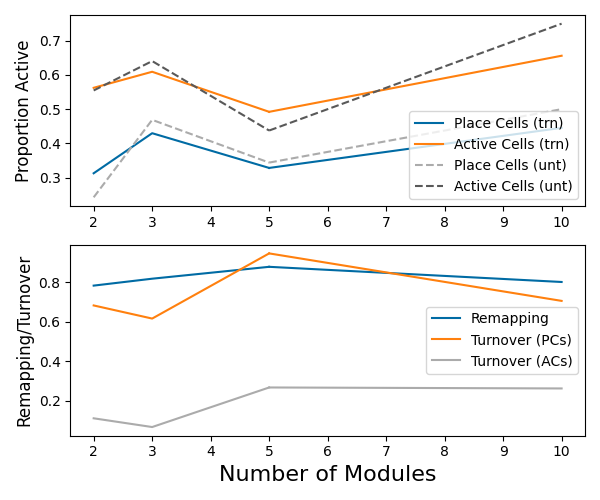 Proportion Active
0.7
0.6
0.5
0.4
0.3
Place Cells (trn)
Active Cells (trn)
Place Cells (unt)
Active Cells (unt)
2 3 4 5 6 7 8 9 10
Remapping/Turnover
0.8
0.6
0.4
0.2
Remapping
Turnover (PCs)
Turnover (ACs)
2 3 4 5 6 7 8 9 10
Number of Modules